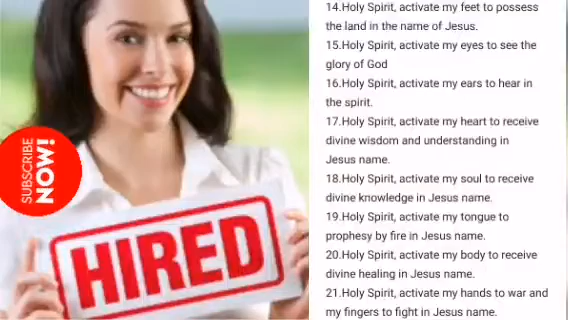 SUBSCRIBE
NOW!
HIRED
14.Holy Spirit, activate my feet to possess
the land in the name of Jesus.
15.Holy Spirit, activate my eyes to see the
glory of God
16.Holy Spirit, activate my ears to hear in
the spirit.
17.Holy Spirit, activate my heart to receive
divine wisdom and understanding in
Jesus name.
18.Holy Spirit, activate my soul to receive
divine knowledge in Jesus name.
19.Holy Spirit, activate my tongue to
prophesy by fire in Jesus name.
20.Holy Spirit, activate my body to receive
divine healing in Jesus name.
21.Holy Spirit, activate my hands to war and
my fingers to fight in Jesus name.